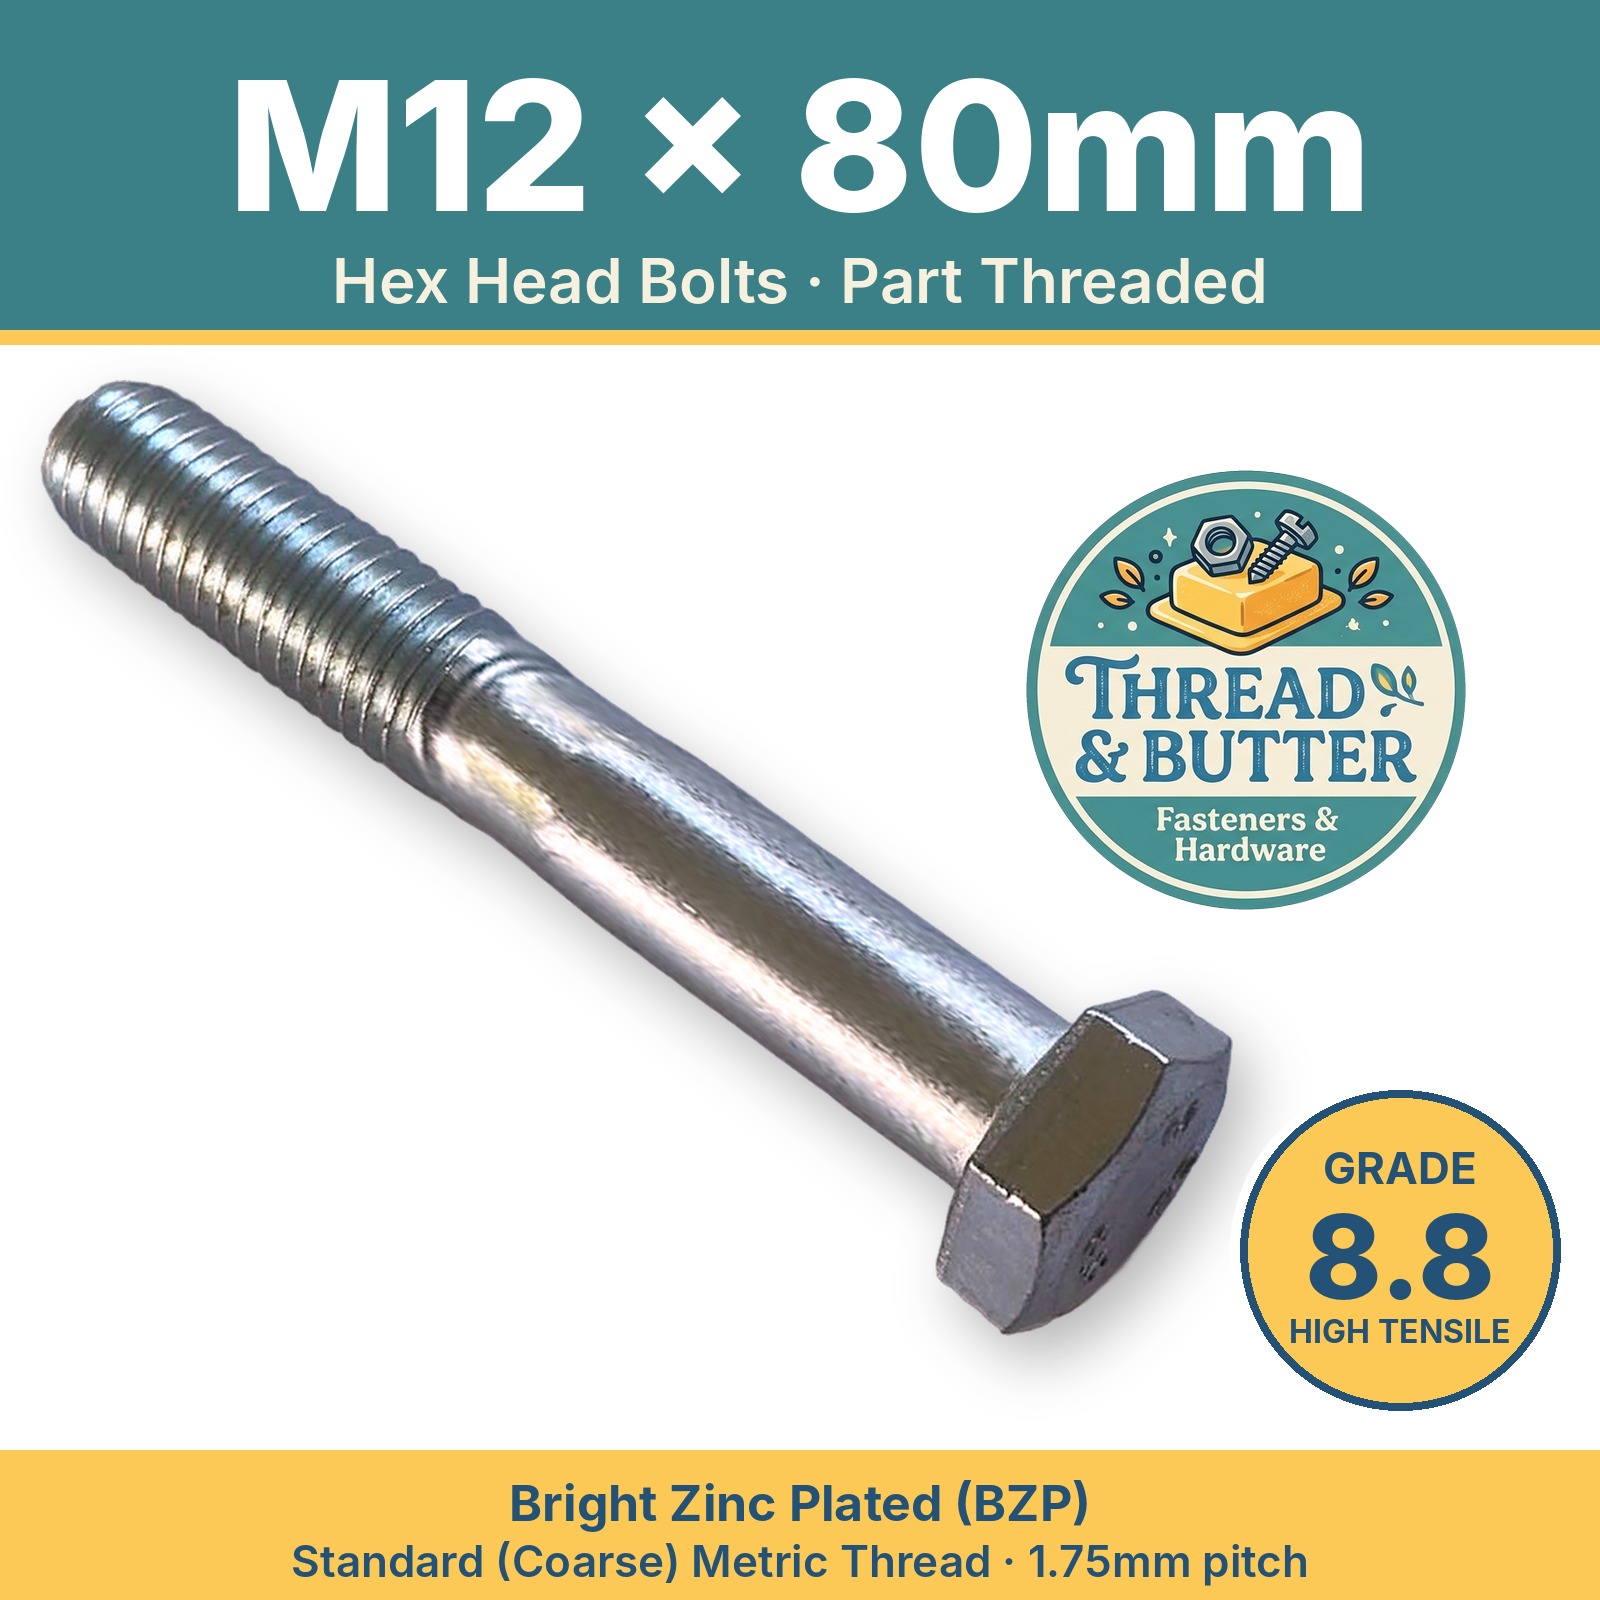 M12 × 80mm
Hex Head Bolts · Part Threaded
THREAD
& BUTTER
Fasteners &
Hardware
GRADE
8.8
HIGH TENSILE
Bright Zinc Plated (BZP)
Standard (Coarse) Metric Thread · 1.75mm pitch